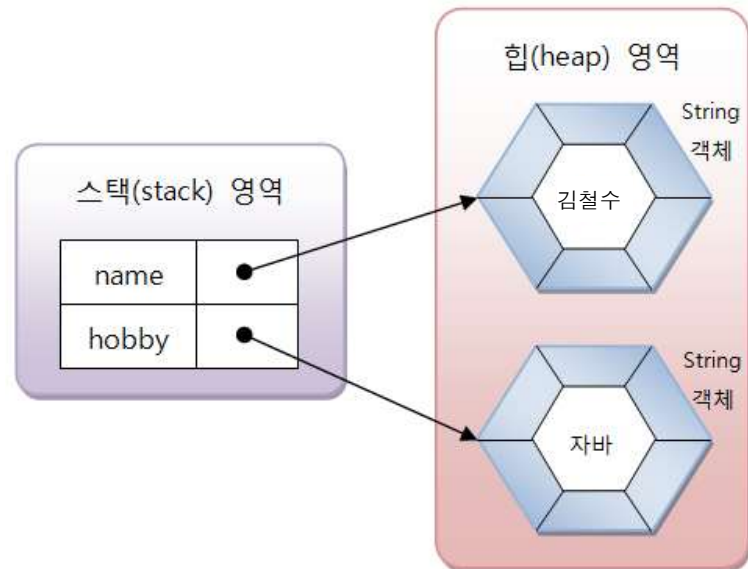 스택(stack) 영역
name
hobby
힙(heap) 영역
String
객체
김철수
String
객체
자바